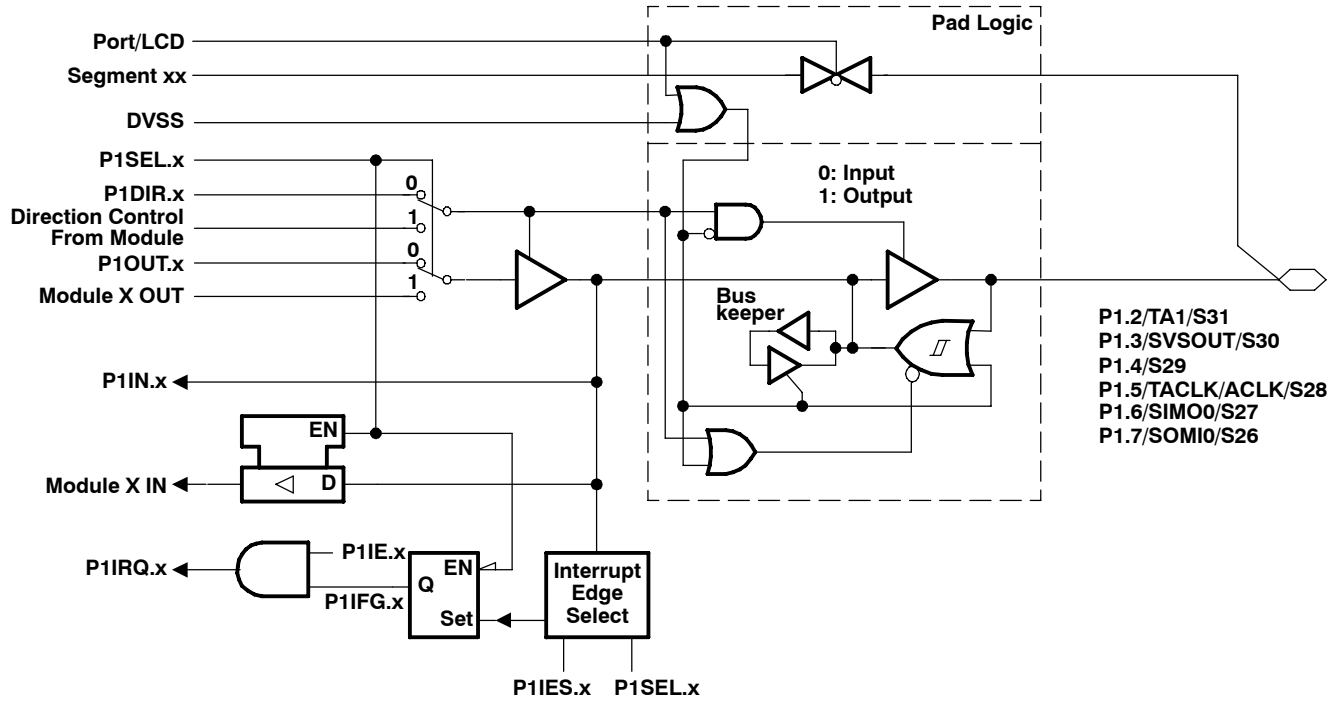 Pad Logic
Port/LCD
Segment xx
DVSS
P1SEL.x
P1DIR.x
Direction Control
From Module
P1OUT.x
Module X OUT
0
1
0
1
0: Input
1: Output
Bus
keeper
P1.2/TA1/S31
P1.3/SVSOUT/S30
P1.4/S29
P1.5/TACLK/ACLK/S28
P1.6/SIMO0/S27
P1.7/SOMI0/S26
P1IN.x
EN
Module X IN
D
P1IRQ.x
P1IE.x
P1IFG.x
EN
Q
Set
Interrupt
Edge
Select
P1IES.x
P1SEL.x